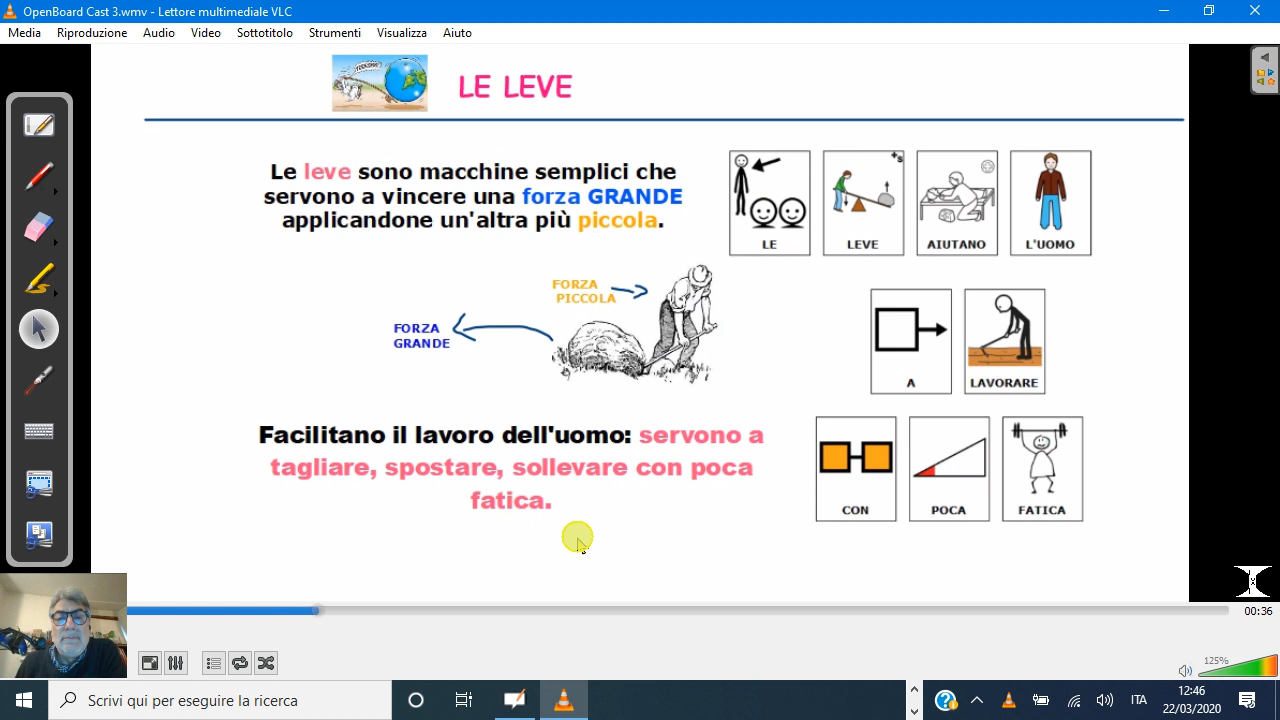 OpenBoard Cast 3.wmv - Lettore multimediale VLC
Media Riproduzione Audio Video Sottotitolo Strumenti Visualizza Aiuto
LE LEVE
Le leve sono macchine semplici che
servono a vincere una forza GRANDE
applicandone un'altra più piccola.
LE LEVE AIUTANO L'UOMO
FORZA
PICCOLA
FORZA
GRANDE
A LAVORARE
Facilitano il lavoro dell'uomo: servono a
tagliare, spostare, sollevare con poca
fatica.
CON POCA FATICA
00:36
125%
Scrivi qui per eseguire la ricerca
ITA
12:46
22/03/2020